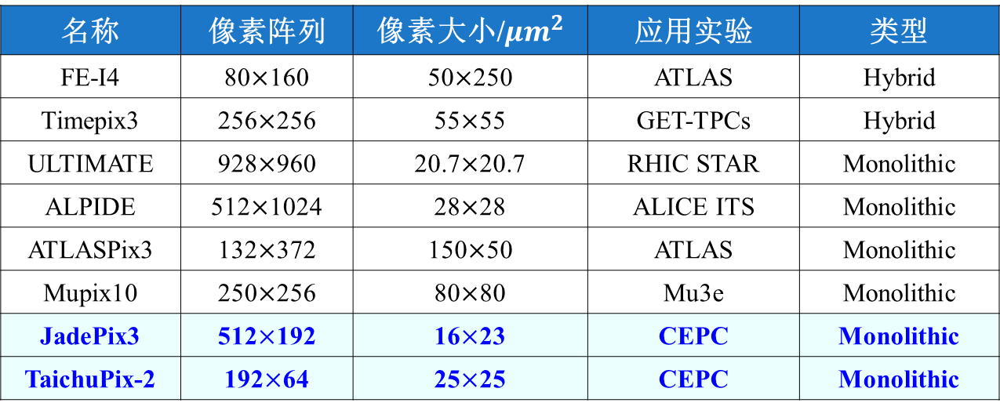 名称 像素阵列 像素大小/μm² 应用实验 类型
FE-I4 80×160 50×250 ATLAS Hybrid
Timepix3 256×256 55×55 GET-TPCs Hybrid
ULTIMATE 928×960 20.7×20.7 RHIC STAR Monolithic
ALPIDE 512×1024 28×28 ALICE ITS Monolithic
ATLASPix3 132×372 150×50 ATLAS Monolithic
Mupix10 250×256 80×80 Mu3e Monolithic
JadePix3 512×192 16×23 CEPC Monolithic
TaichuPix-2 192×64 25×25 CEPC Monolithic